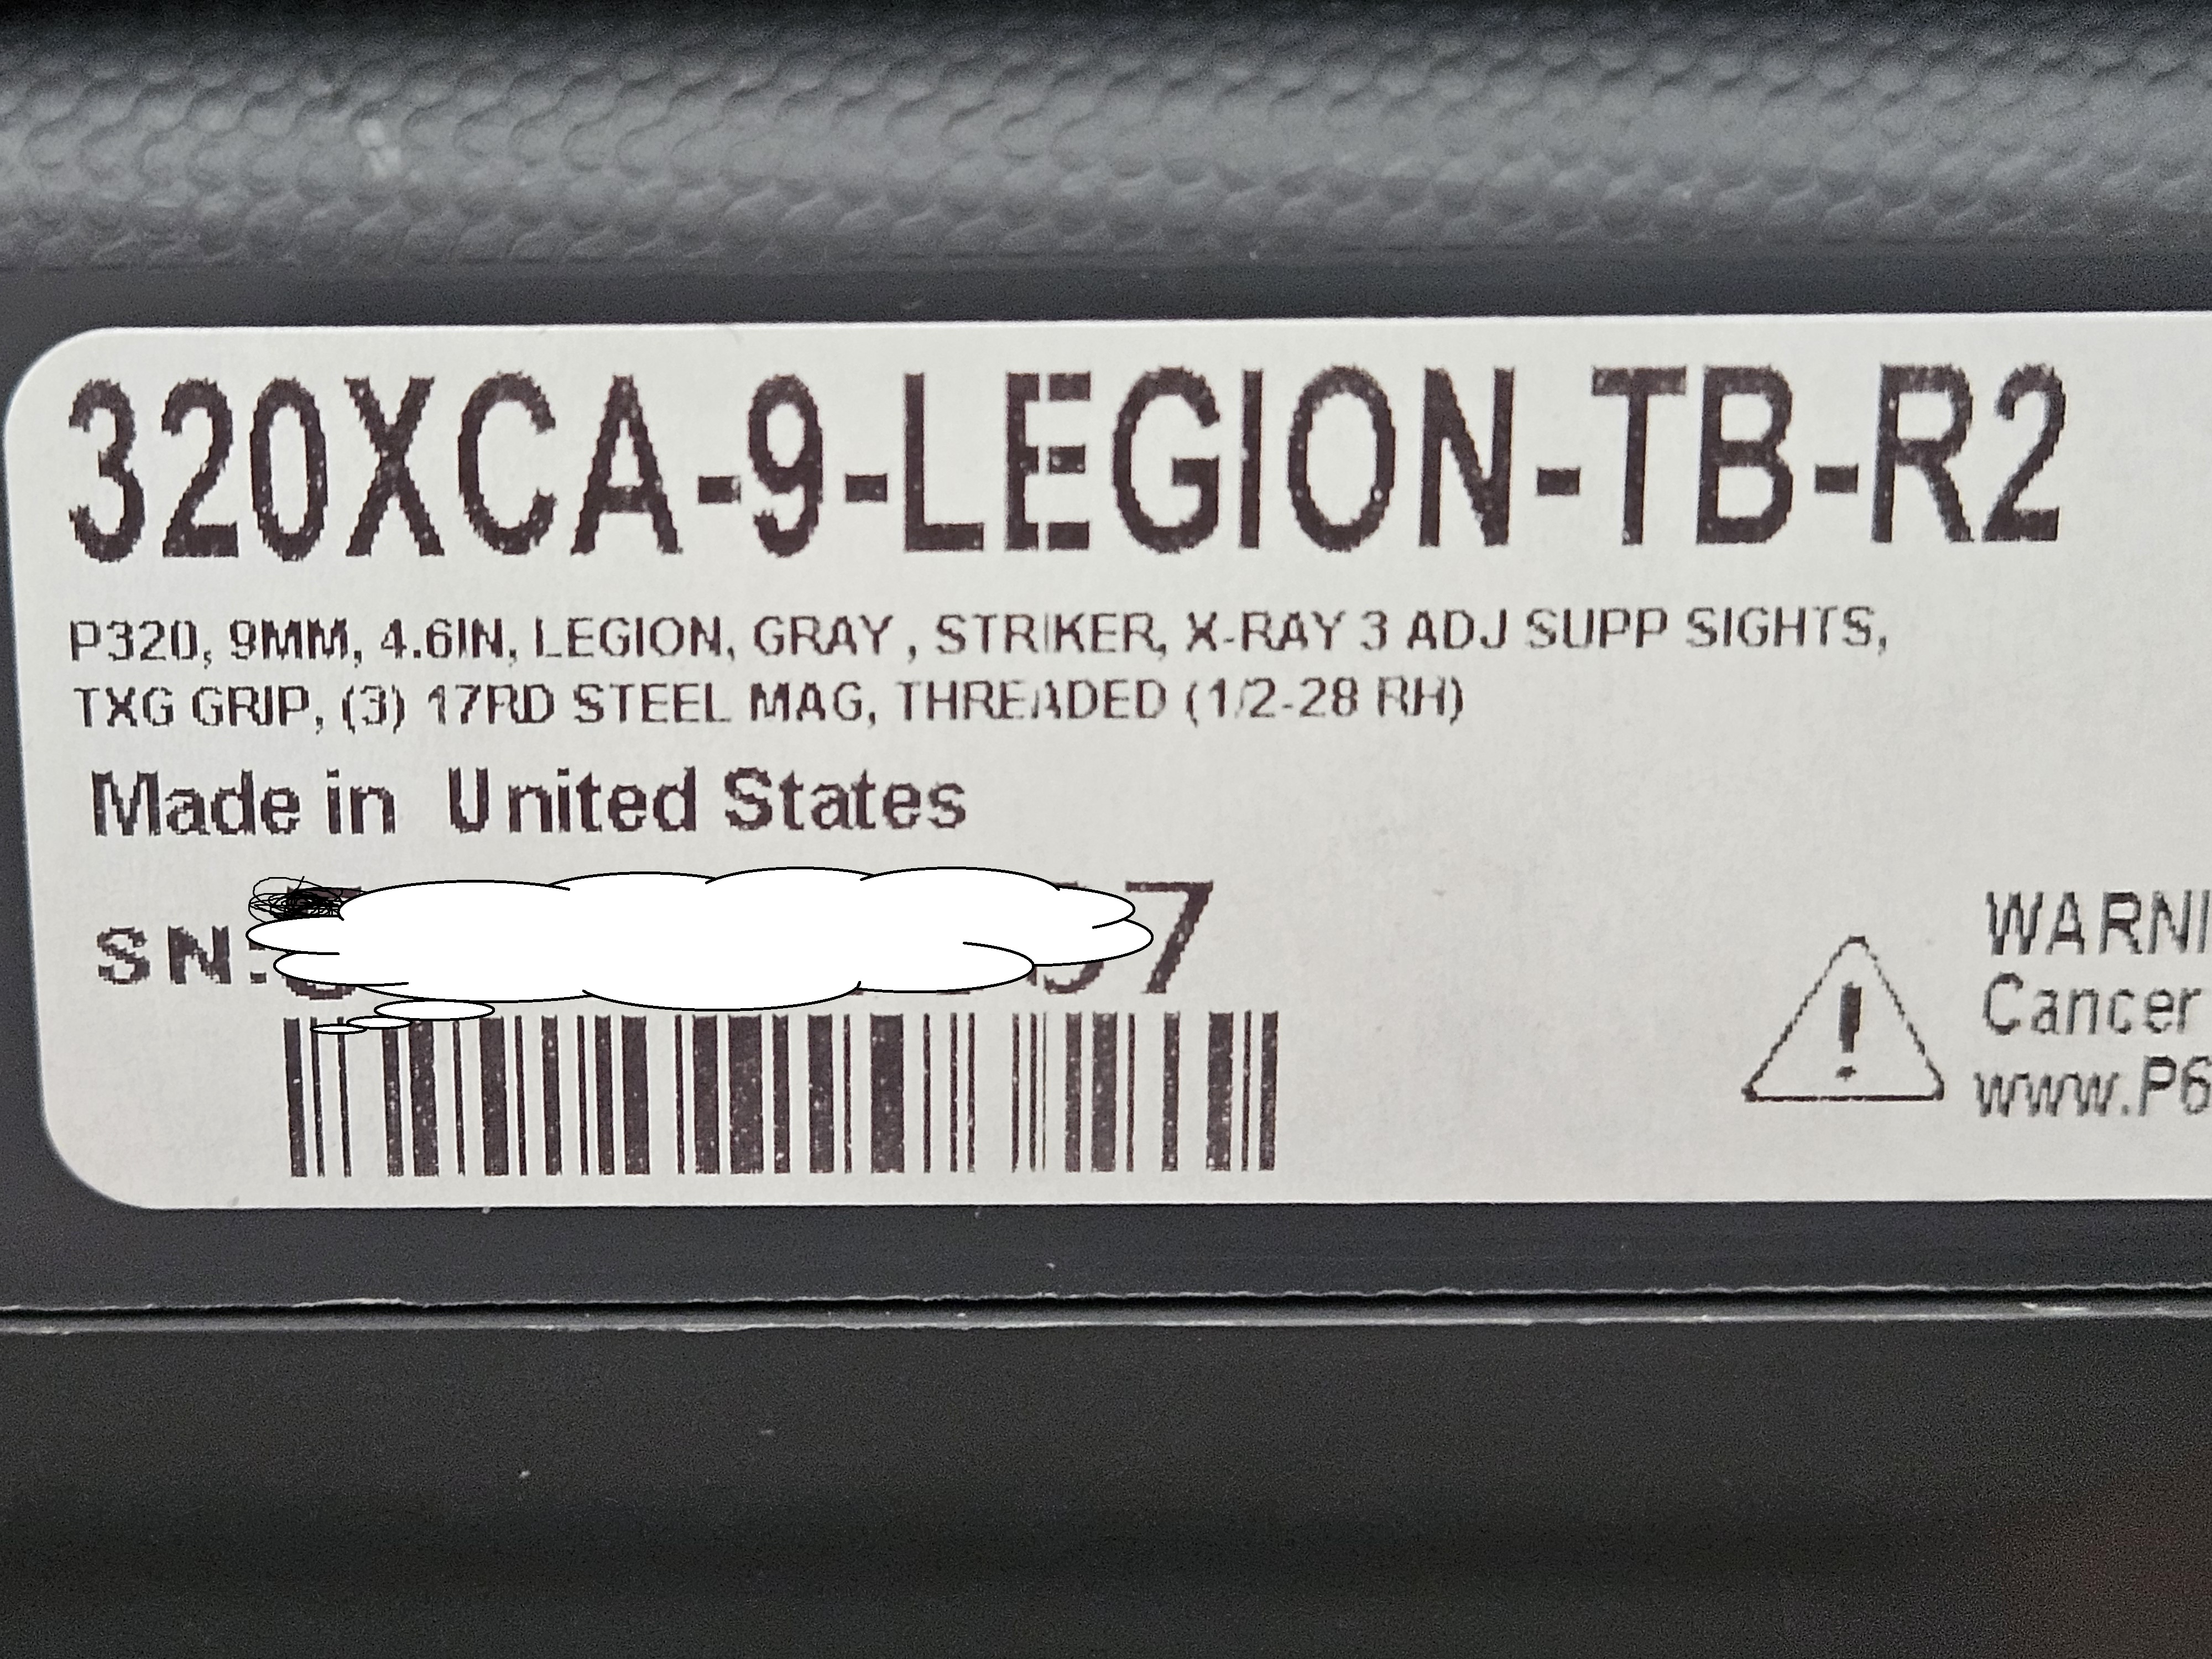 320XCA-9-LEGION-TB-R2
P320, 9MM, 4.6IN, LEGION, GRAY , STRIKER, X-RAY 3 ADJ SUPP SIGHTS,
TXG GRIP, (3) 17RD STEEL MAG, THREADED (1/2-28 RH)
Made in United States
SN:
WARNI
Cancer
www.P6